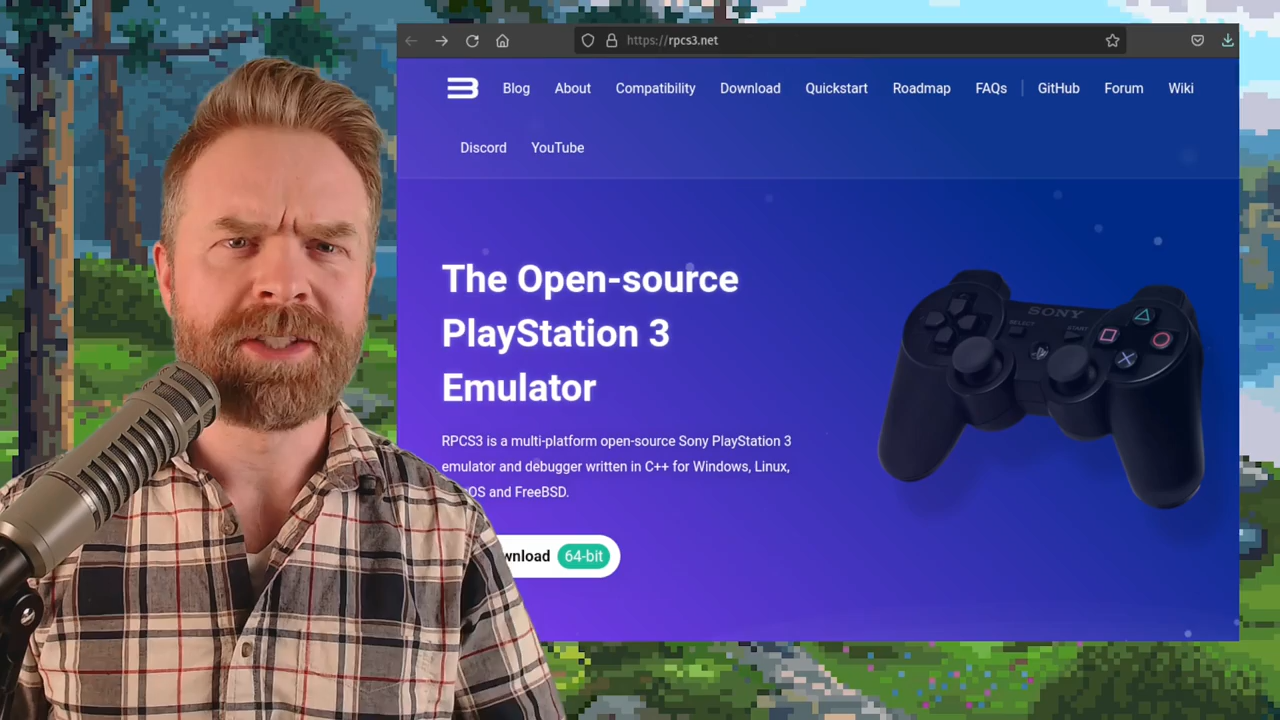 https://rpcs3.net
Blog About Compatibility Download Quickstart Roadmap FAQs GitHub Forum Wiki
Discord YouTube
The Open-source
PlayStation 3
Emulator
RPCS3 is a multi-platform open-source Sony PlayStation 3
emulator and debugger written in C++ for Windows, Linux,
OS and FreeBSD.
wnload 64-bit
SONY
SELECT START